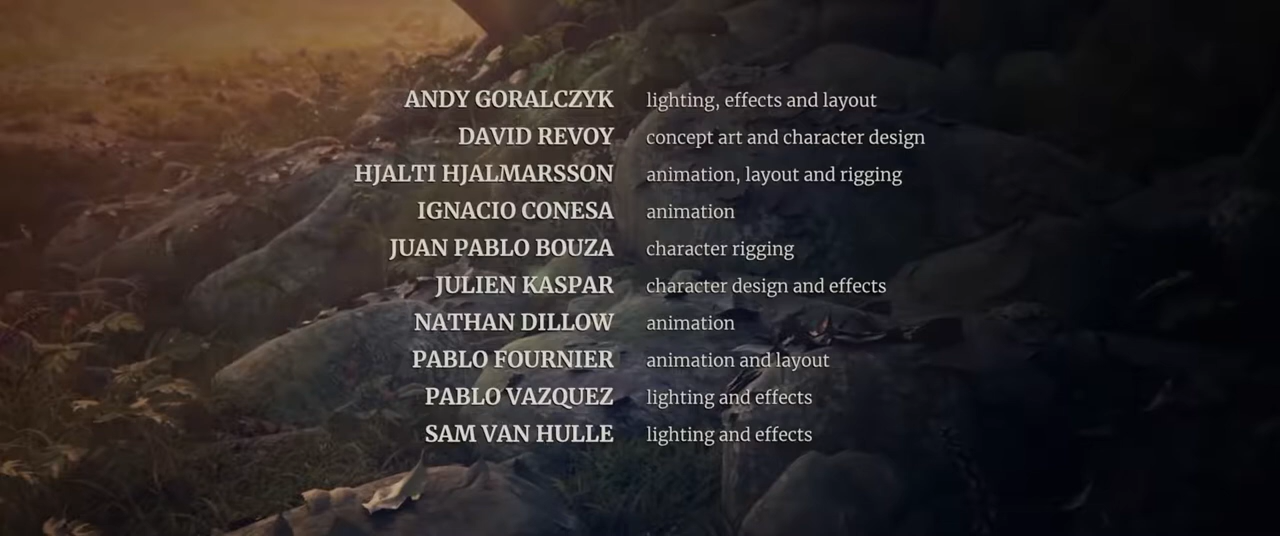 ANDY GORALCZYK lighting, effects and layout
DAVID REVOY concept art and character design
HJALTI HJALMARSSON animation, layout and rigging
IGNACIO CONESA animation
JUAN PABLO BOUZA character rigging
JULIEN KASPAR character design and effects
NATHAN DILLOW animation
PABLO FOURNIER animation and layout
PABLO VAZQUEZ lighting and effects
SAM VAN HULLE lighting and effects